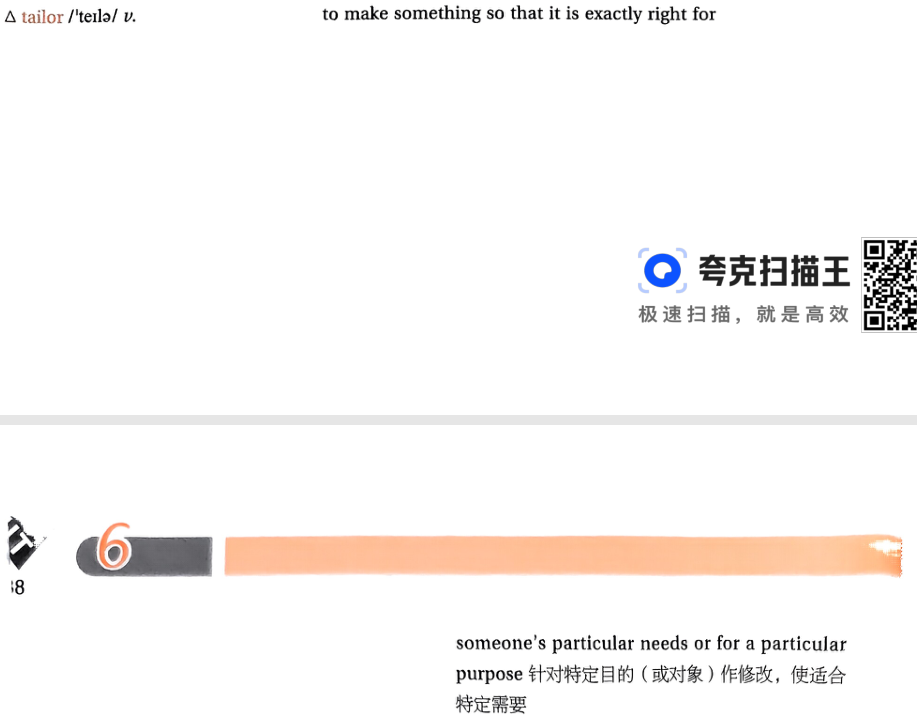 △ tailor /ˈteɪlə/ v. to make something so that it is exactly right for
夸克扫描王
极速扫描，就是高效
6
8
someone's particular needs or for a particular
purpose 针对特定目的（或对象）作修改，使适合
特定需要